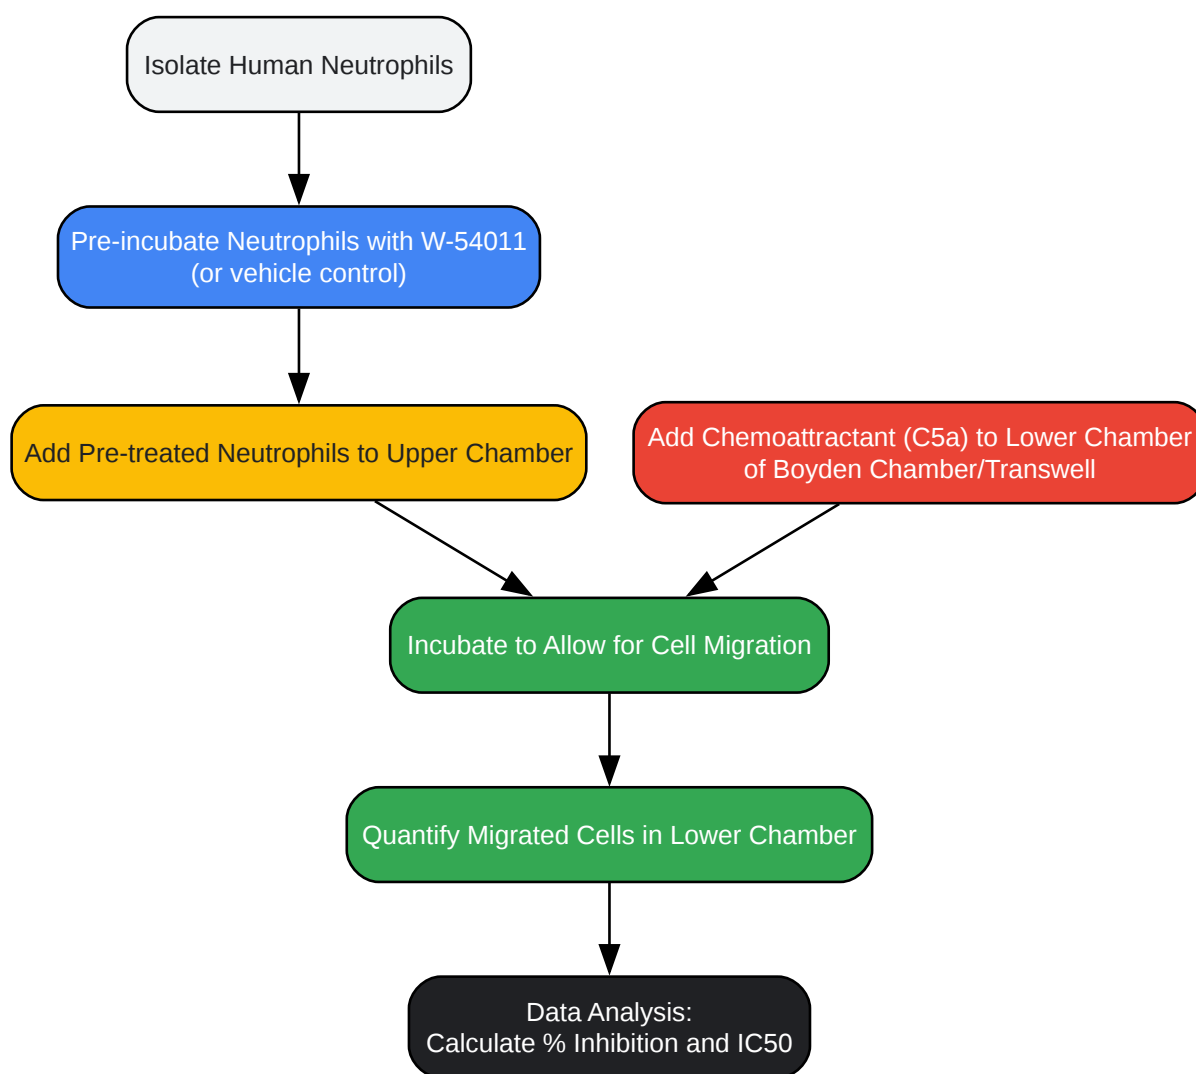 Isolate Human Neutrophils
Pre-incubate Neutrophils with W-54011
(or vehicle control)
Add Pre-treated Neutrophils to Upper Chamber
Add Chemoattractant (C5a) to Lower Chamber
of Boyden Chamber/Transwell
Incubate to Allow for Cell Migration
Quantify Migrated Cells in Lower Chamber
Data Analysis:
Calculate % Inhibition and IC50